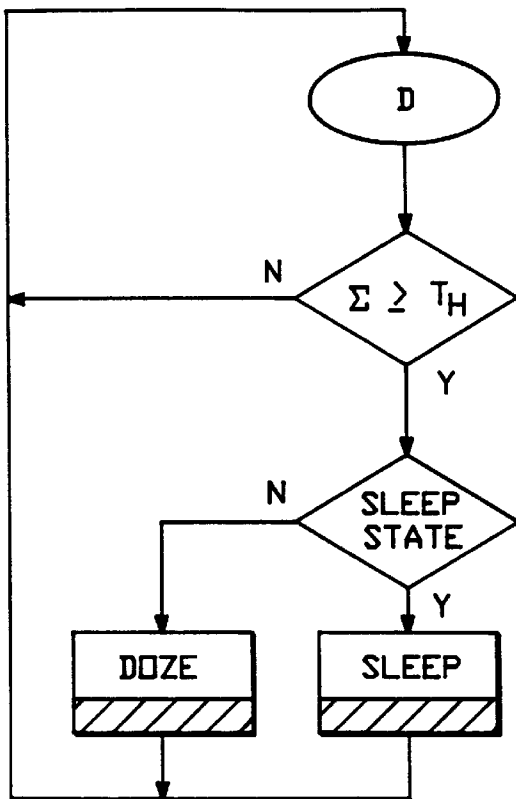 D
N
Σ ≥ T_H
Y
N
SLEEP
STATE
Y
DOZE
SLEEP